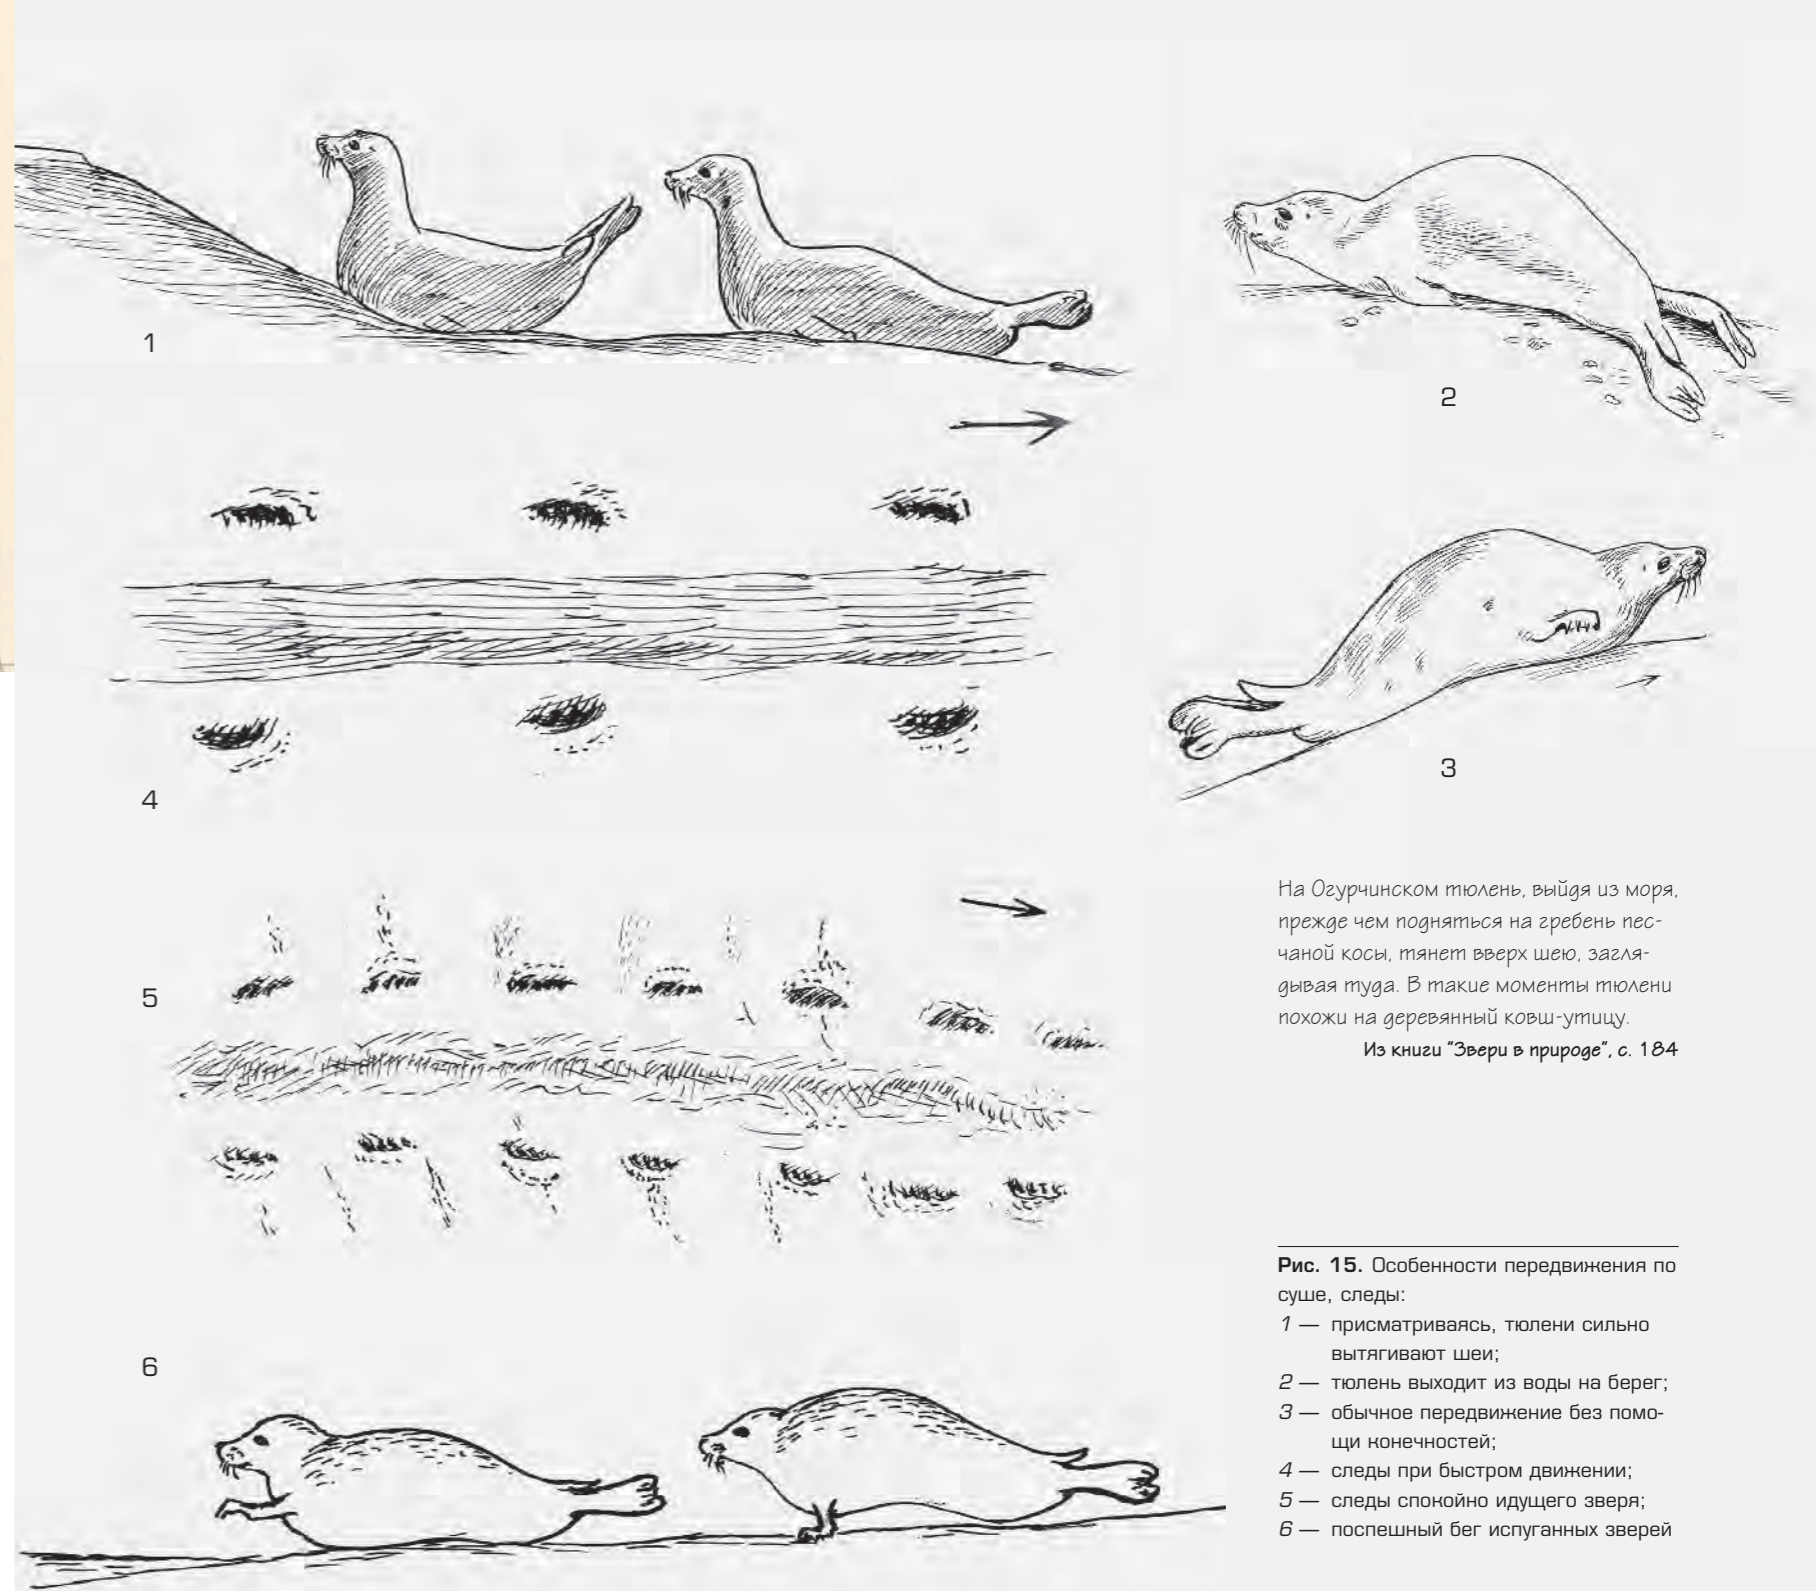 1
2
3
4
5
6
На Огурчинском тюлень, выйдя из моря,
прежде чем подняться на гребень пес-
чаной косы, тянет вверх шею, загля-
дывая туда. В такие моменты тюлени
похожи на деревянный ковш-утицу.
Из книги "Звери в природе", с. 184
Рис. 15. Особенности передвижения по
суше, следы:
1 — присматриваясь, тюлени сильно
вытягивают шеи;
2 — тюлень выходит из воды на берег;
3 — обычное передвижение без помо-
щи конечностей;
4 — следы при быстром движении;
5 — следы спокойно идущего зверя;
6 — поспешный бег испуганных зверей